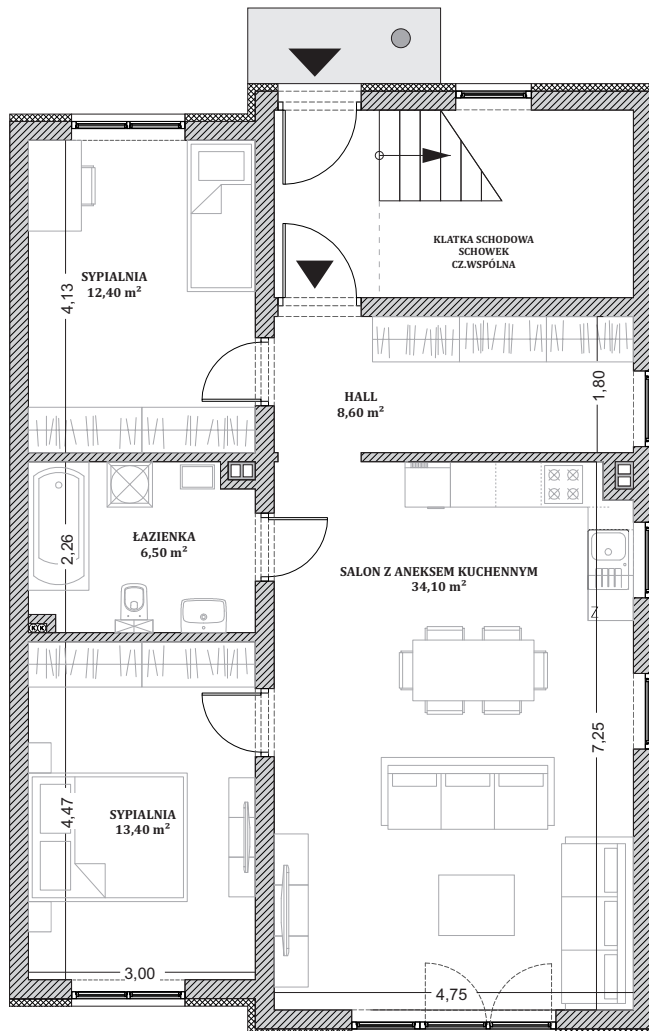 KLATKA SCHODOWA
SCHOWEK
CZ.WSPÓLNA
SYPIALNIA
12,40 m²
4,13
HALL
8,60 m²
1,80
ŁAZIENKA
6,50 m²
2,26
SALON Z ANEKSEM KUCHENNYM
34,10 m²
Z
7,25
SYPIALNIA
13,40 m²
4,47
3,00
4,75